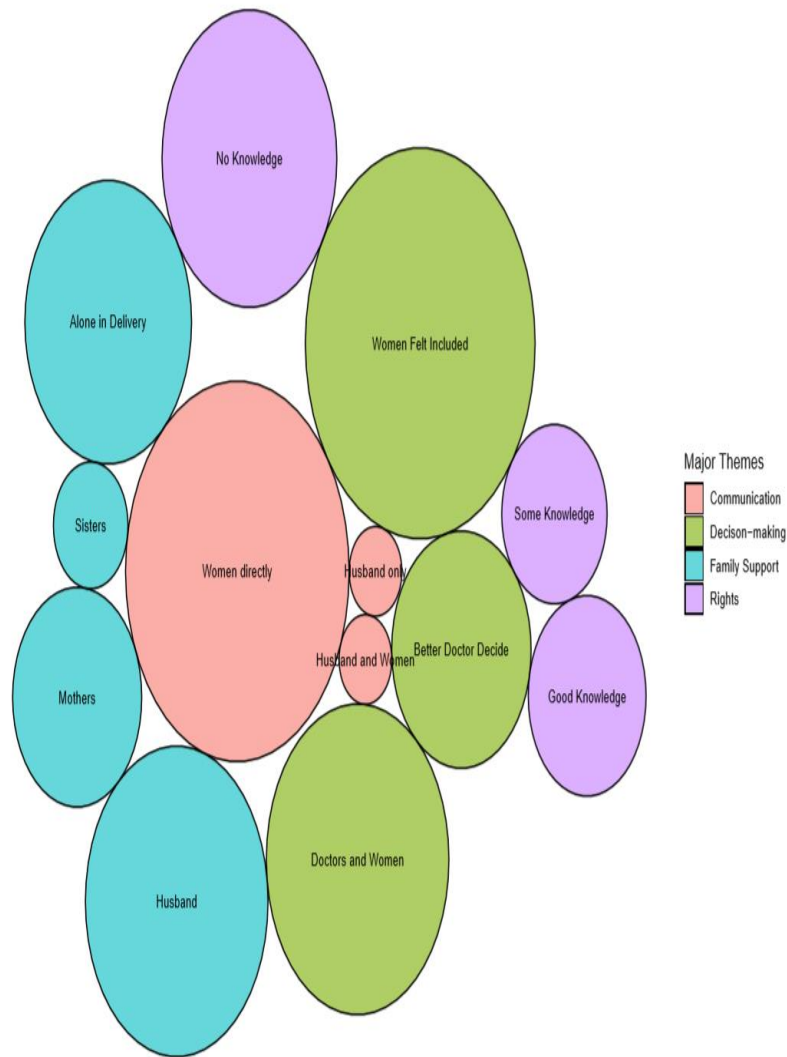 No Knowledge
Alone in Delivery
Women Felt Included
Sisters
Women directly
Husband only
Some Knowledge
Husband and Women
Better Doctor Decide
Mothers
Good Knowledge
Husband
Doctors and Women
Major Themes
Communication
Decison-making
Family Support
Rights